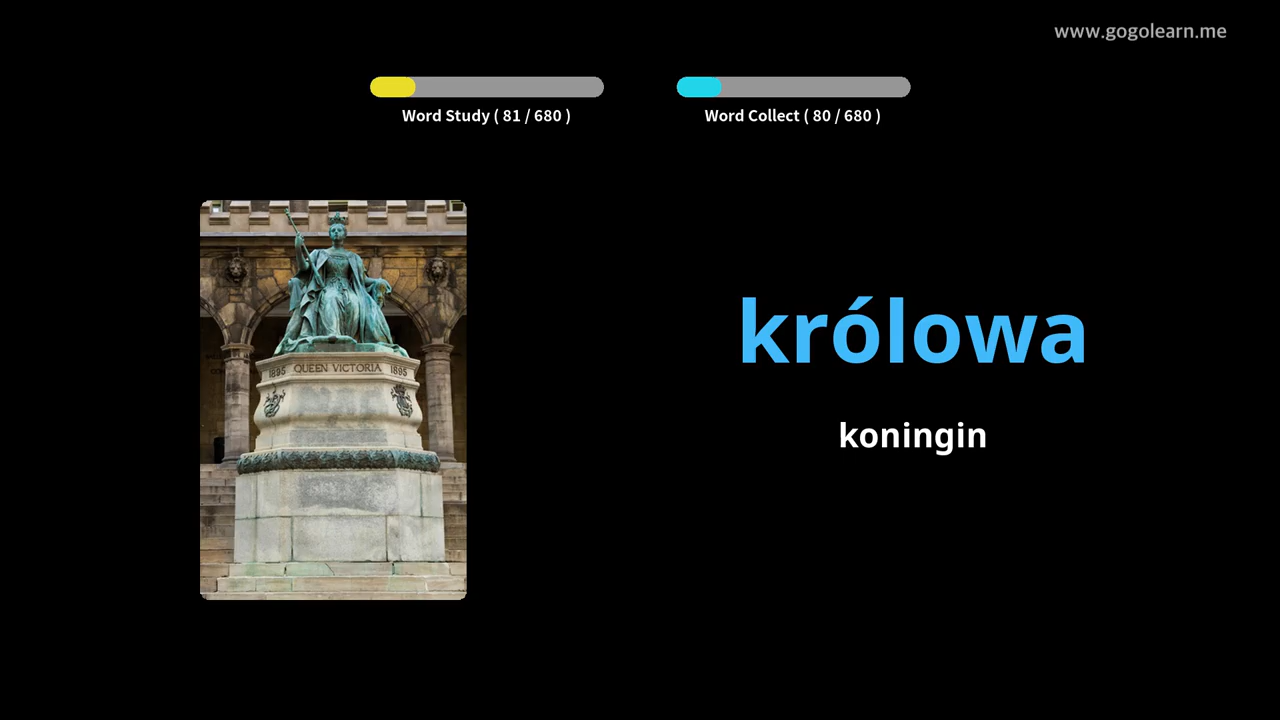 www.gogolearn.me
Word Study ( 81 / 680 )
Word Collect ( 80 / 680 )
1895 QUEEN VICTORIA 1895
królowa
koningin